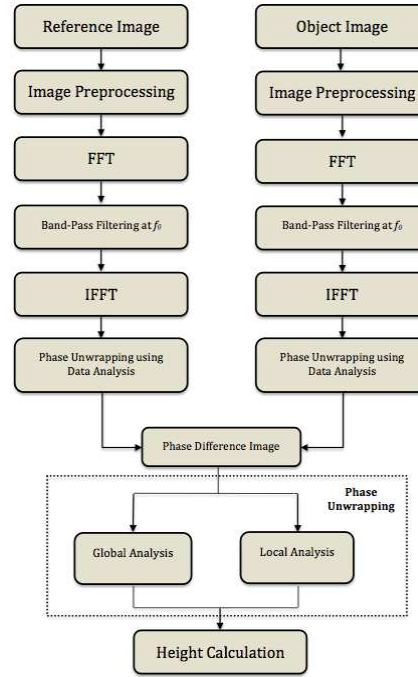 Reference Image
Object Image
Image Preprocessing
Image Preprocessing
FFT
FFT
Band-Pass Filtering at f₀
Band-Pass Filtering at f₀
IFFT
IFFT
Phase Unwrapping using
Data Analysis
Phase Unwrapping using
Data Analysis
Phase Difference Image
Phase
Unwrapping
Global Analysis
Local Analysis
Height Calculation